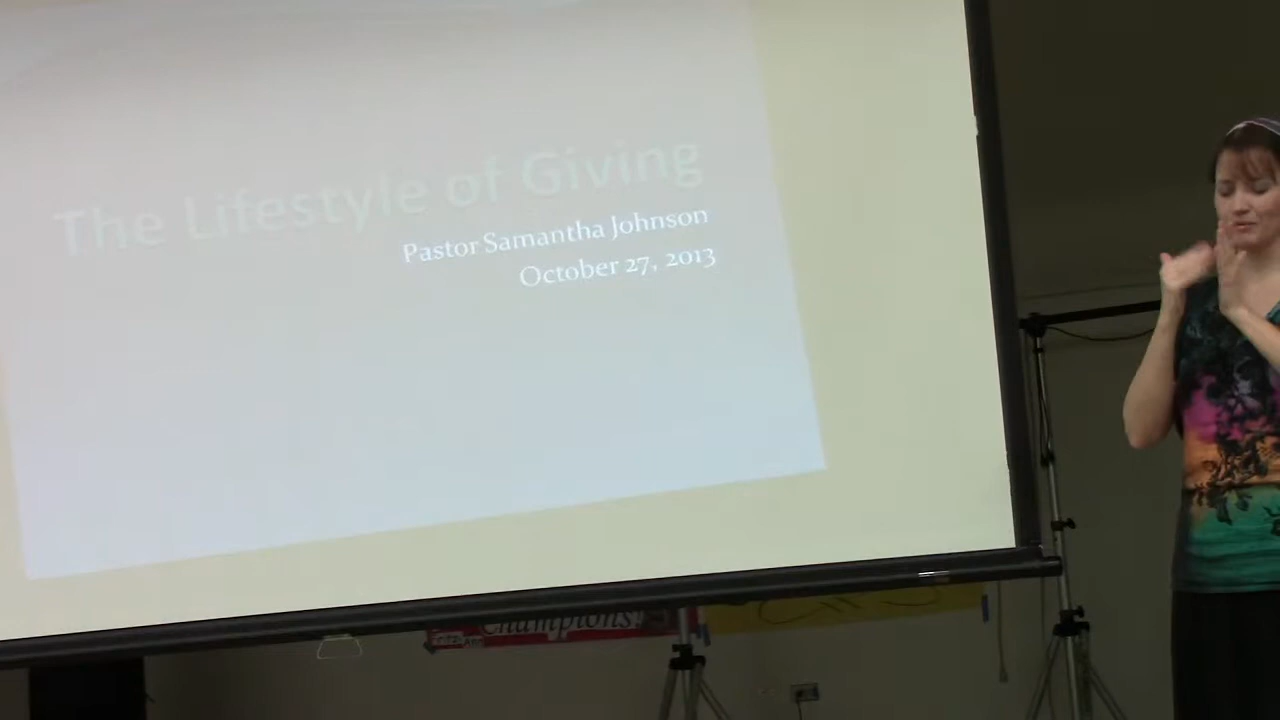 The Lifestyle of Giving
Pastor Samantha Johnson
October 27, 2013
Champions!